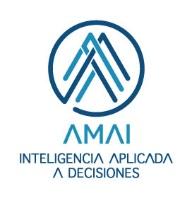 AMAI
INTELIGENCIA APLICADA
A DECISIONES